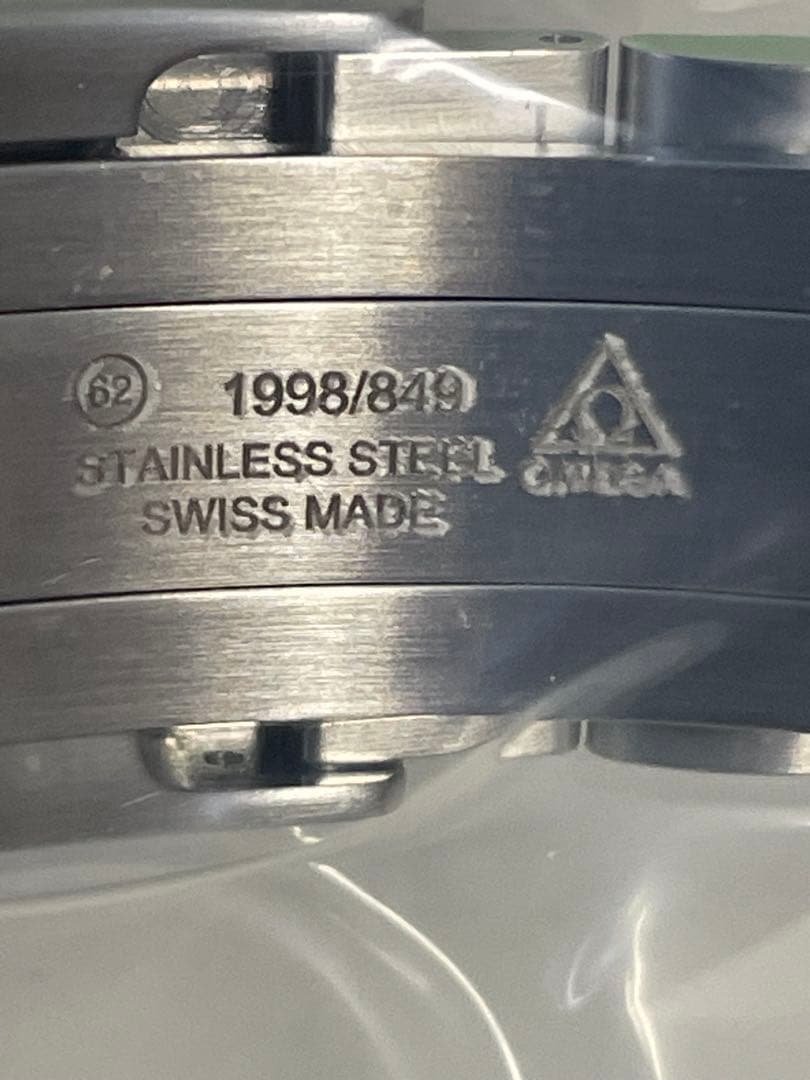 62 1998/849
STAINLESS STEEL
SWISS MADE
Ω
OMEGA